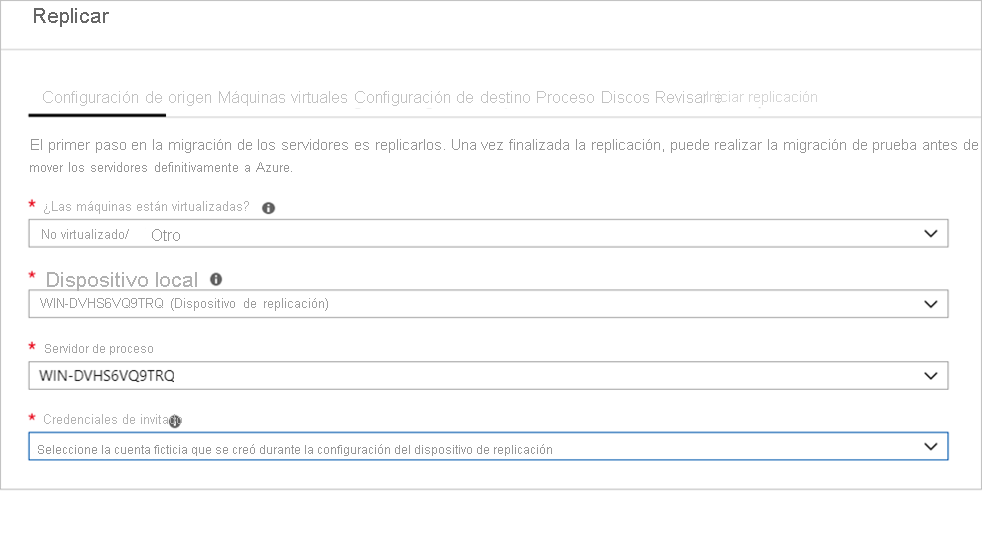 Replicar
Configuración de origen Máquinas virtuales Configuración de destino Proceso Discos Revisar e Iniciar replicación
El primer paso en la migración de los servidores es replicarlos. Una vez finalizada la replicación, puede realizar la migración de prueba antes de
mover los servidores definitivamente a Azure.
* ¿Las máquinas están virtualizadas?
No virtualizado/ Otro
* Dispositivo local
WIN-DVHS6VQ9TRQ (Dispositivo de replicación)
* Servidor de proceso
WIN-DVHS6VQ9TRQ
* Credenciales de invita
Seleccione la cuenta ficticia que se creó durante la configuración del dispositivo de replicación